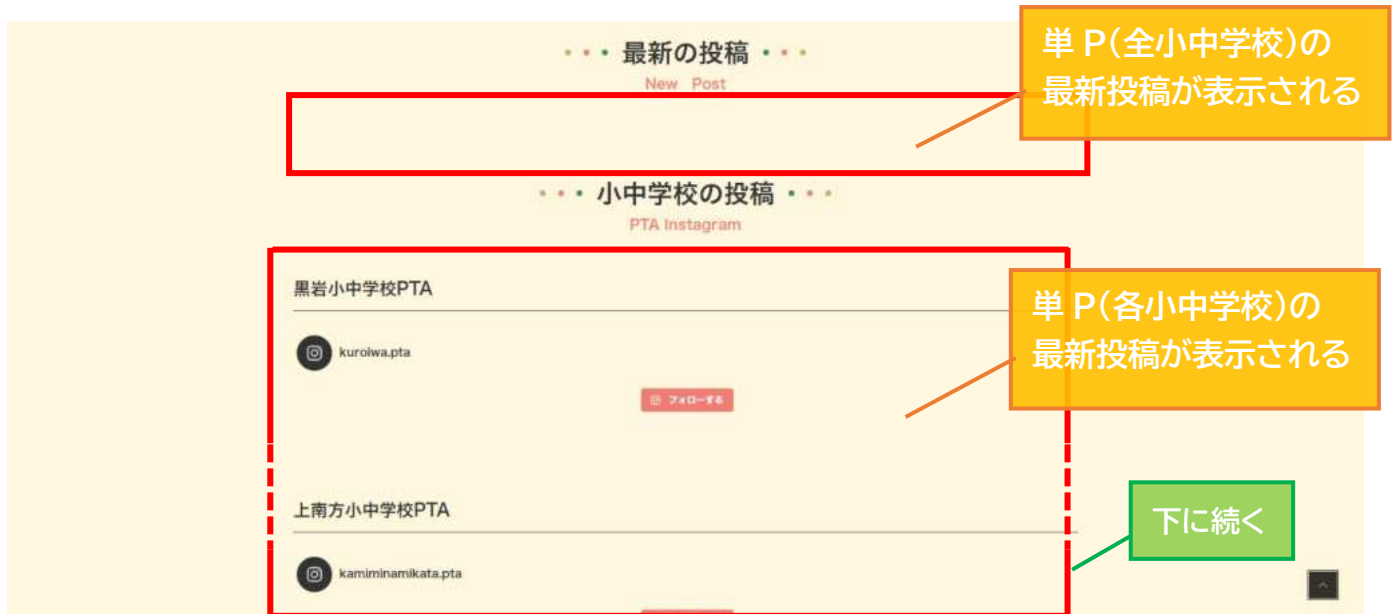 最新の投稿
New Post
単P(全小中学校)の
最新投稿が表示される
小中学校の投稿
PTA Instagram
黒岩小中学校PTA
kuroiwa.pta
フォローする
単P(各小中学校)の
最新投稿が表示される
上南方小中学校PTA
kamiminamikata.pta
下に続く